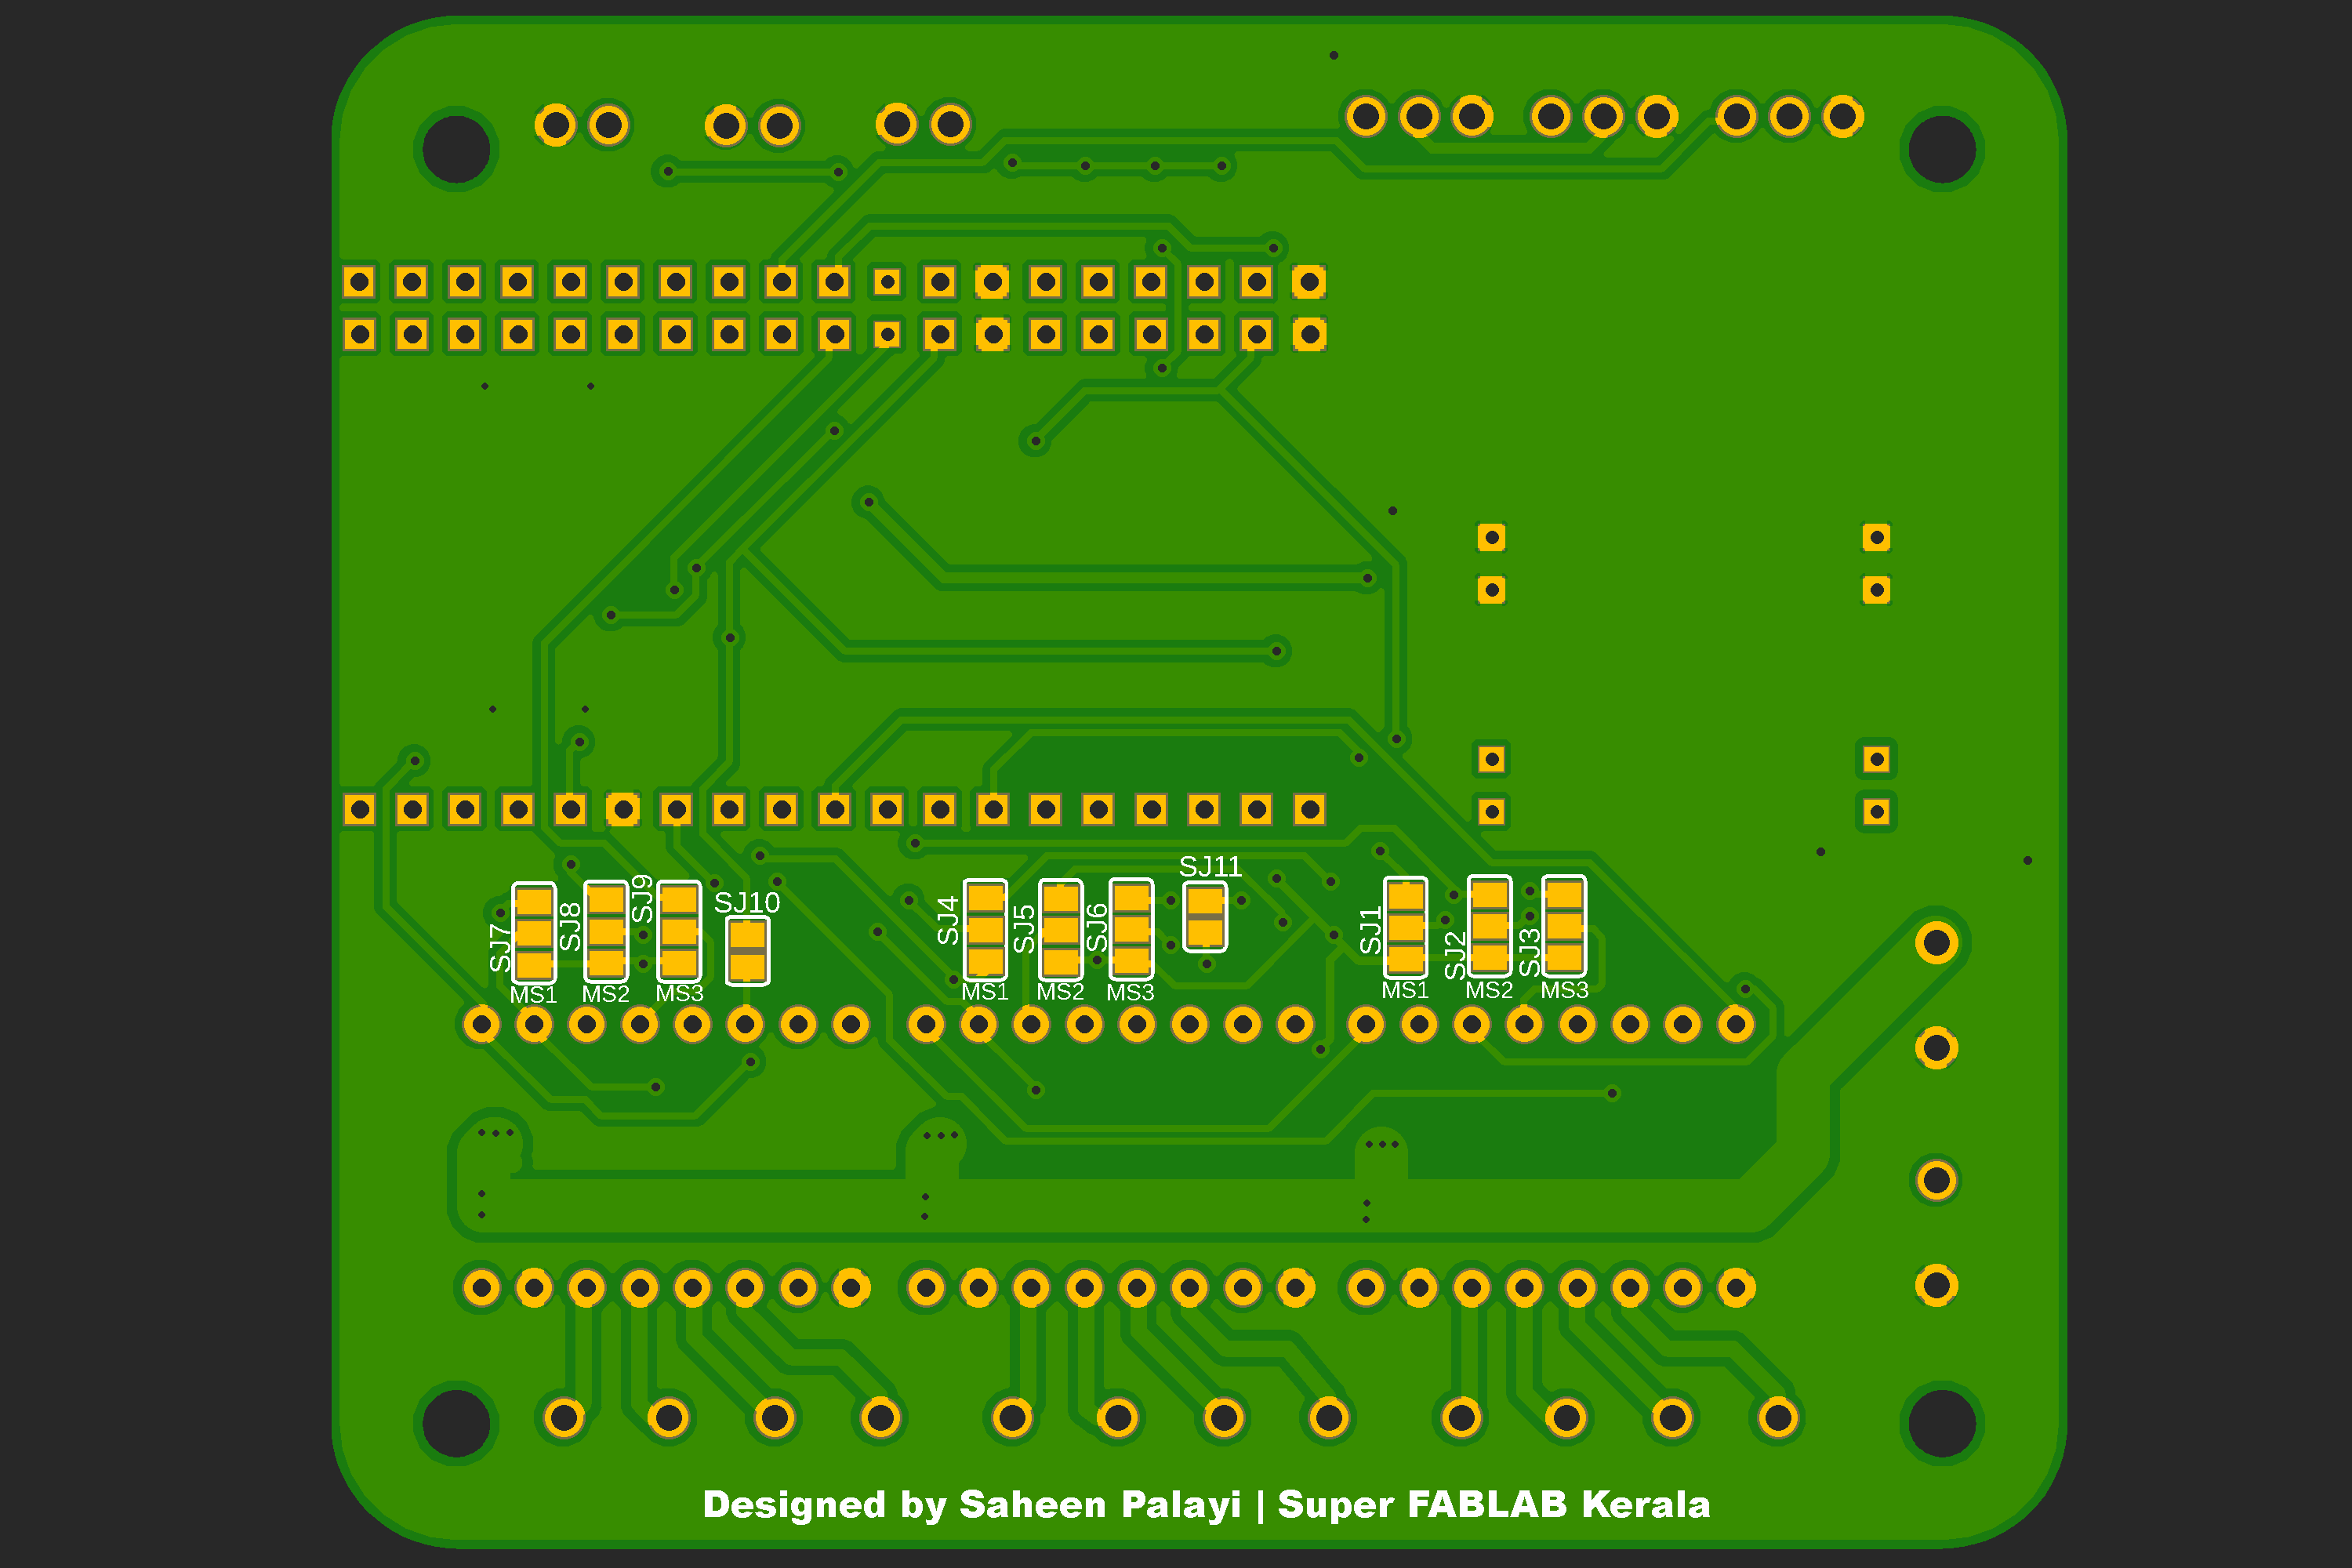 SJ11
SJ10
SJ9
SJ8
SJ7
SJ4
SJ5
SJ6
SJ1
SJ2
SJ3
MS1 MS2 MS3
MS1 MS2 MS3
MS1 MS2 MS3
Designed by Saheen Palayi | Super FABLAB Kerala